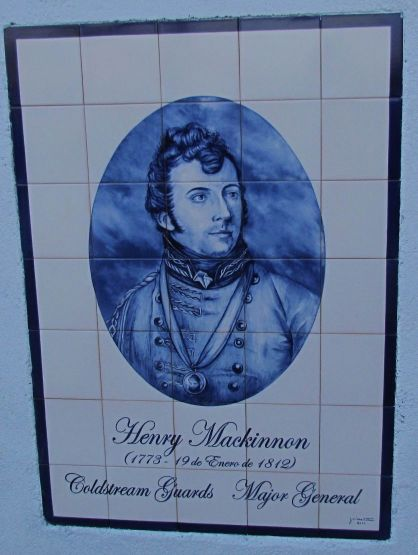 Henry Mackinnon
(1773 - 19 de Enero de 1812)
Coldstream Guards Major General